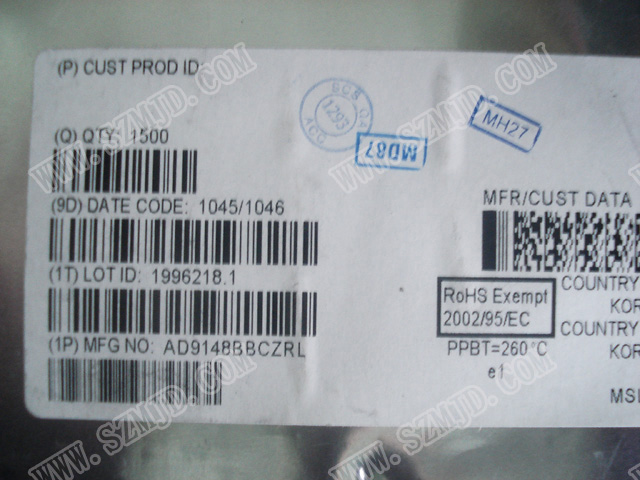 (P) CUST PROD ID:
(Q) QTY: 1500
(9D) DATE CODE: 1045/1046
(1T) LOT ID: 1996218.1
(1P) MFG NO: AD9148BBCZRL
1293
MD87
MH27
MFR/CUST DATA
RoHS Exempt
2002/95/EC
PPBT=260°C
e1
COUNTRY
KOR
COUNTRY
KOR
MSL
WWW.SZMJD.COM
WWW.SZMJD.COM
WWW.SZMJD.COM
WWW.SZMJD.COM